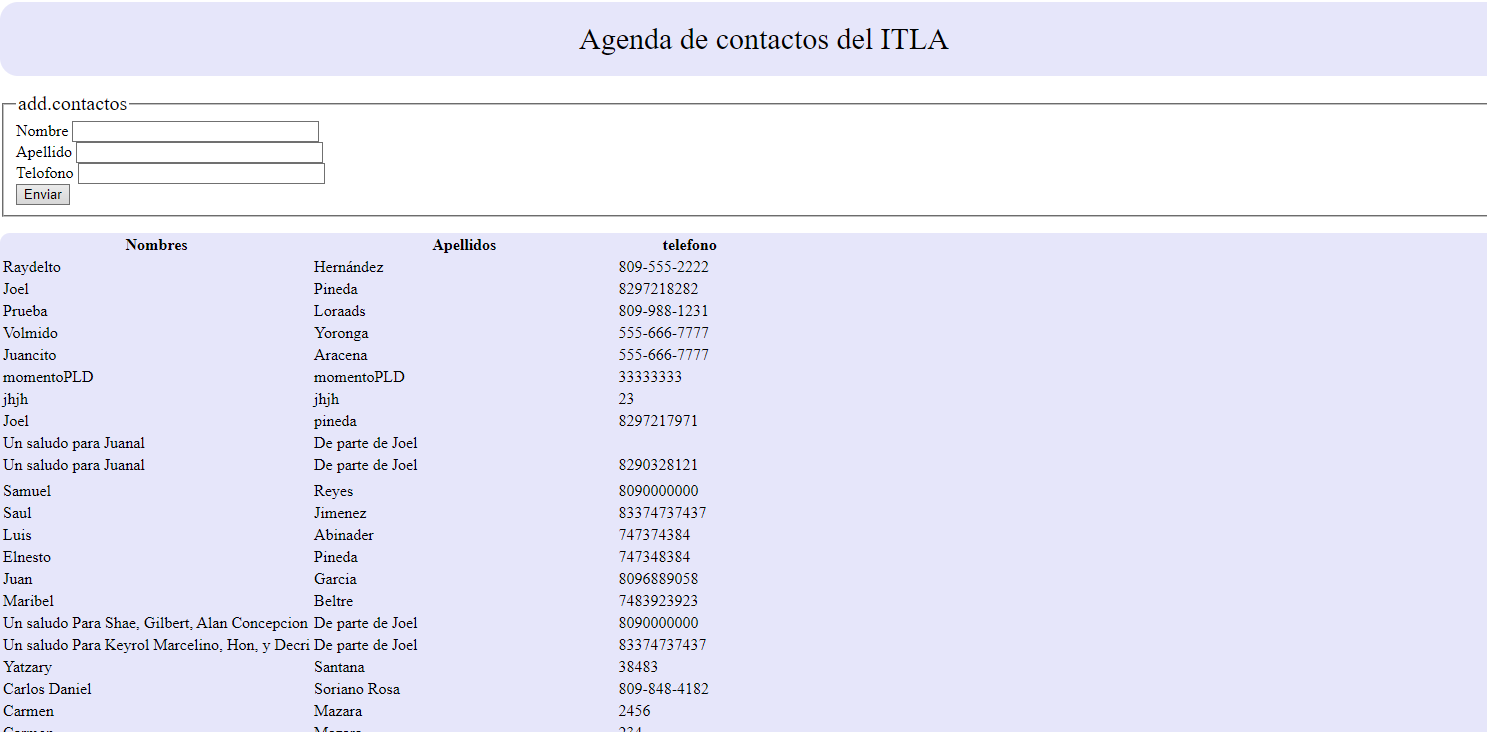 Agenda de contactos del ITLA
add.contactos
Nombre
Apellido
Telofono
Enviar
Nombres Apellidos telefono
Raydelto Hernández 809-555-2222
Joel Pineda 8297218282
Prueba Loraads 809-988-1231
Volmido Yoronga 555-666-7777
Juancito Aracena 555-666-7777
momentoPLD momentoPLD 33333333
jhjh jhjh 23
Joel pineda 8297217971
Un saludo para Juanal De parte de Joel
Un saludo para Juanal De parte de Joel 8290328121
Samuel Reyes 8090000000
Saul Jimenez 83374737437
Luis Abinader 747374384
Elnesto Pineda 747348384
Juan Garcia 8096889058
Maribel Beltre 7483923923
Un saludo Para Shae, Gilbert, Alan Concepcion De parte de Joel 8090000000
Un saludo Para Keyrol Marcelino, Hon, y Decri De parte de Joel 83374737437
Yatzary Santana 38483
Carlos Daniel Soriano Rosa 809-848-4182
Carmen Mazara 2456
Carmen Mazara 234